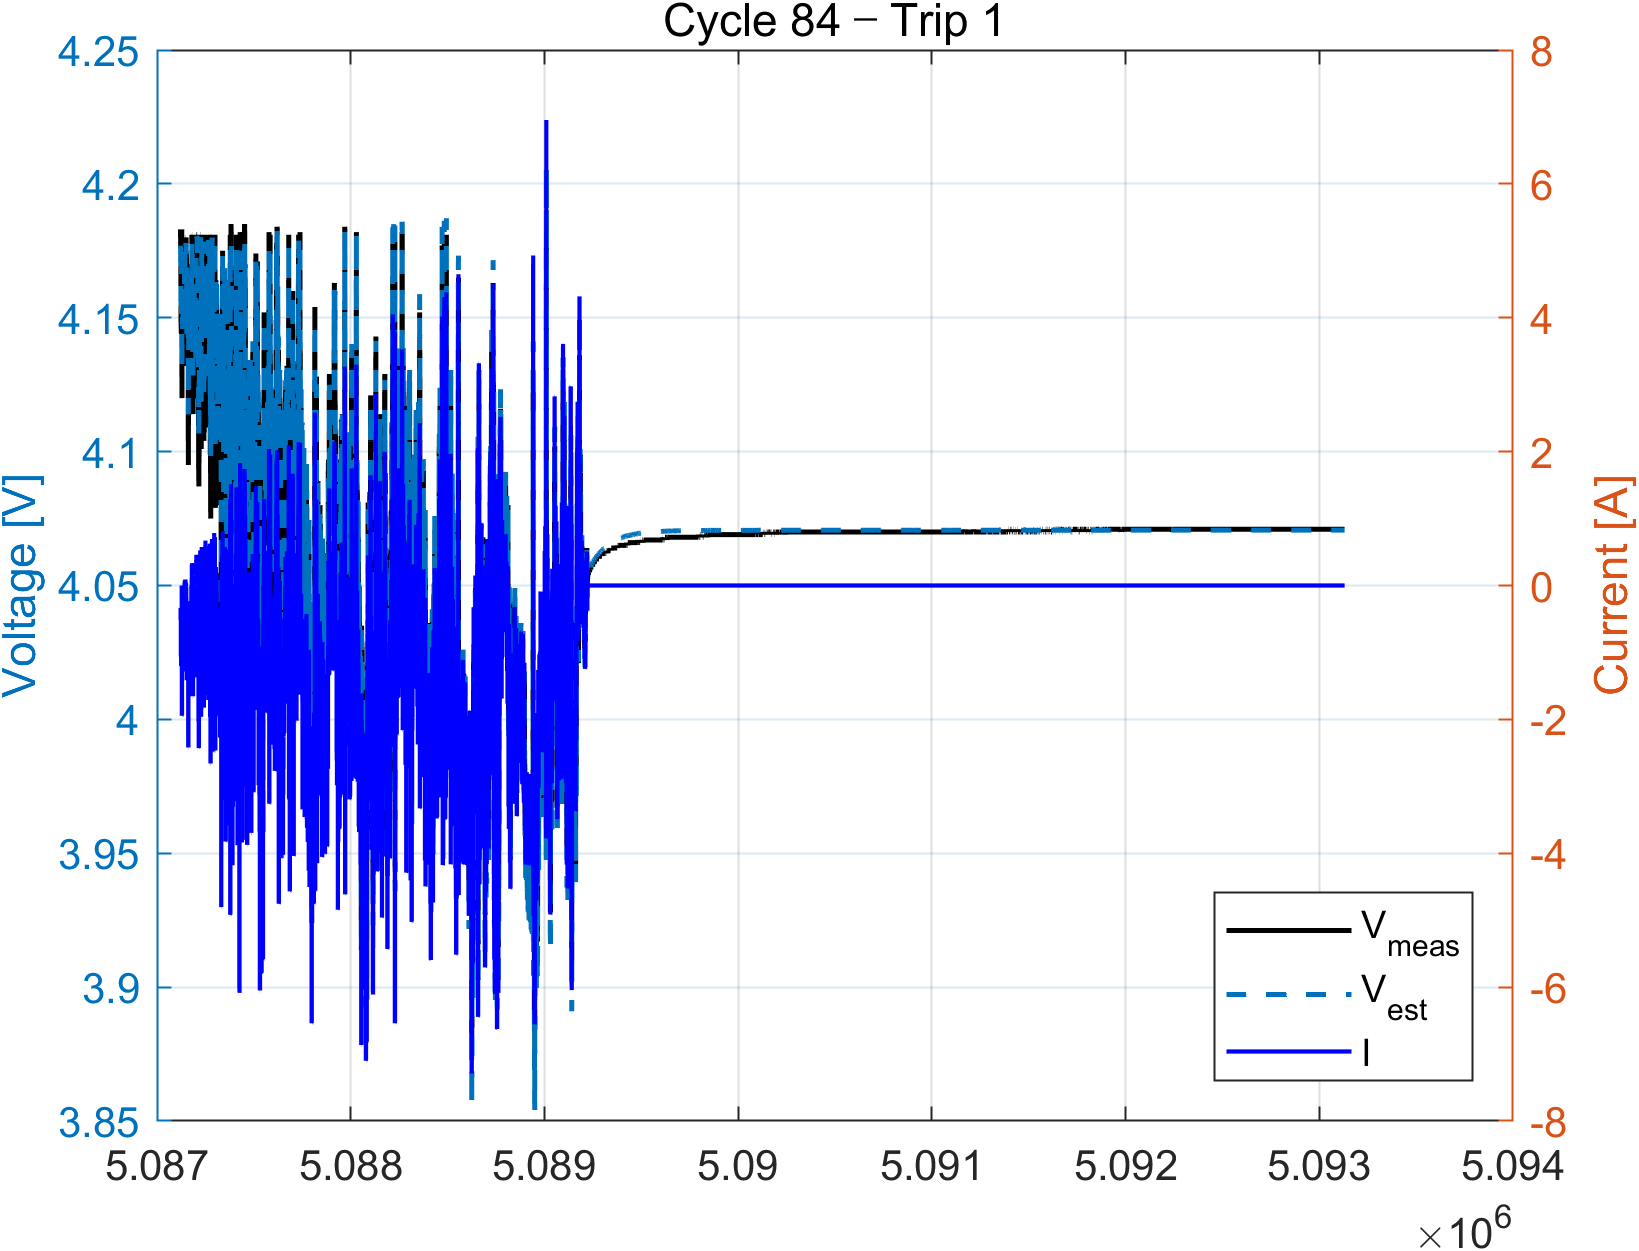 Cycle 84 – Trip 1
4.25
4.2
4.15
4.1
4.05
4
3.95
3.9
3.85
Voltage [V]
8
6
4
2
0
-2
-4
-6
-8
Current [A]
V_meas
V_est
I
5.087 5.088 5.089 5.09 5.091 5.092 5.093 5.094
×10^6